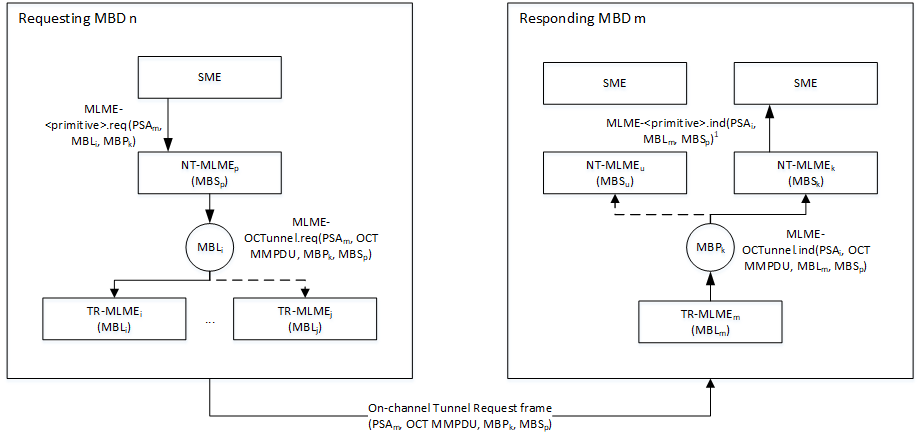 Requesting MBD n
SME
MLME-
<primitive>.req(PSAm,
MBLi, MBPk)
NT-MLMEp
(MBSp)
MBLi
MLME-
OCTunnel.req(PSAm, OCT
MMPDU, MBPk, MBSp)
TR-MLMEi
(MBLi)
...
TR-MLMEj
(MBLj)
Responding MBD m
SME
SME
MLME-<primitive>.ind(PSAi,
MBLm, MBSp)1
NT-MLMEu
(MBSu)
NT-MLMEk
(MBSk)
MBPk
MLME-
OCTunnel.ind(PSAi, OCT
MMPDU, MBLm, MBSp)
TR-MLMEm
(MBLm)
On-channel Tunnel Request frame
(PSAm, OCT MMPDU, MBPk, MBSp)